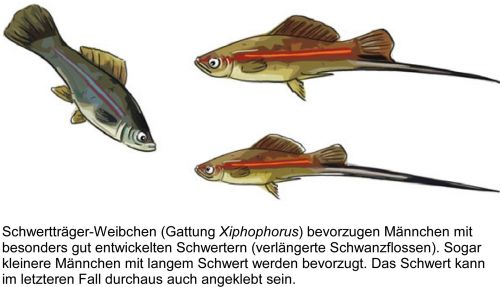 Schwertträger-Weibchen (Gattung Xiphophorus) bevorzugen Männchen mit
besonders gut entwickelten Schwertern (verlängerte Schwanzflossen). Sogar
kleinere Männchen mit langem Schwert werden bevorzugt. Das Schwert kann
im letzteren Fall durchaus auch angeklebt sein.